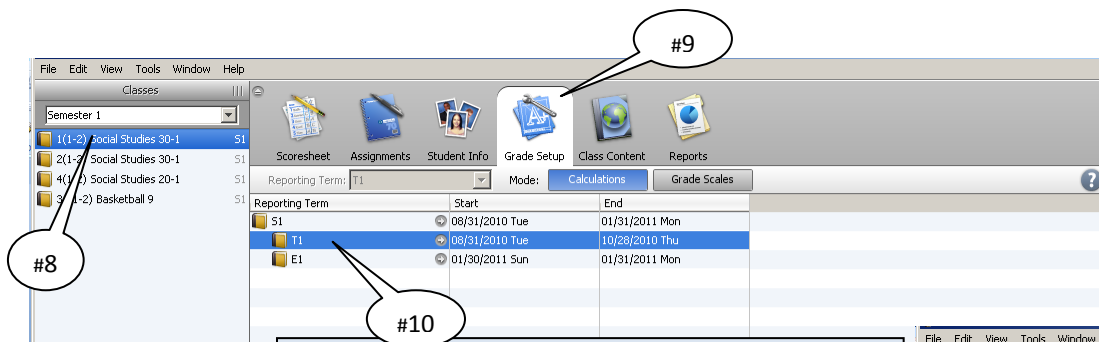 #9
File Edit View Tools Window Help
Classes
Semester 1
1(1-2) Social Studies 30-1 S1
2(1-2) Social Studies 30-1 S1
4(1-2) Social Studies 20-1 S1
3(1-2) Basketball 9 S1
Scoresheet Assignments Student Info Grade Setup Class Content Reports
Reporting Term: T1 Mode: Calculations Grade Scales ?
Reporting Term Start End
S1 08/31/2010 Tue 01/31/2011 Mon
T1 08/31/2010 Tue 10/28/2010 Thu
E1 01/30/2011 Sun 01/31/2011 Mon
#8
#10
File Edit View Tools Window